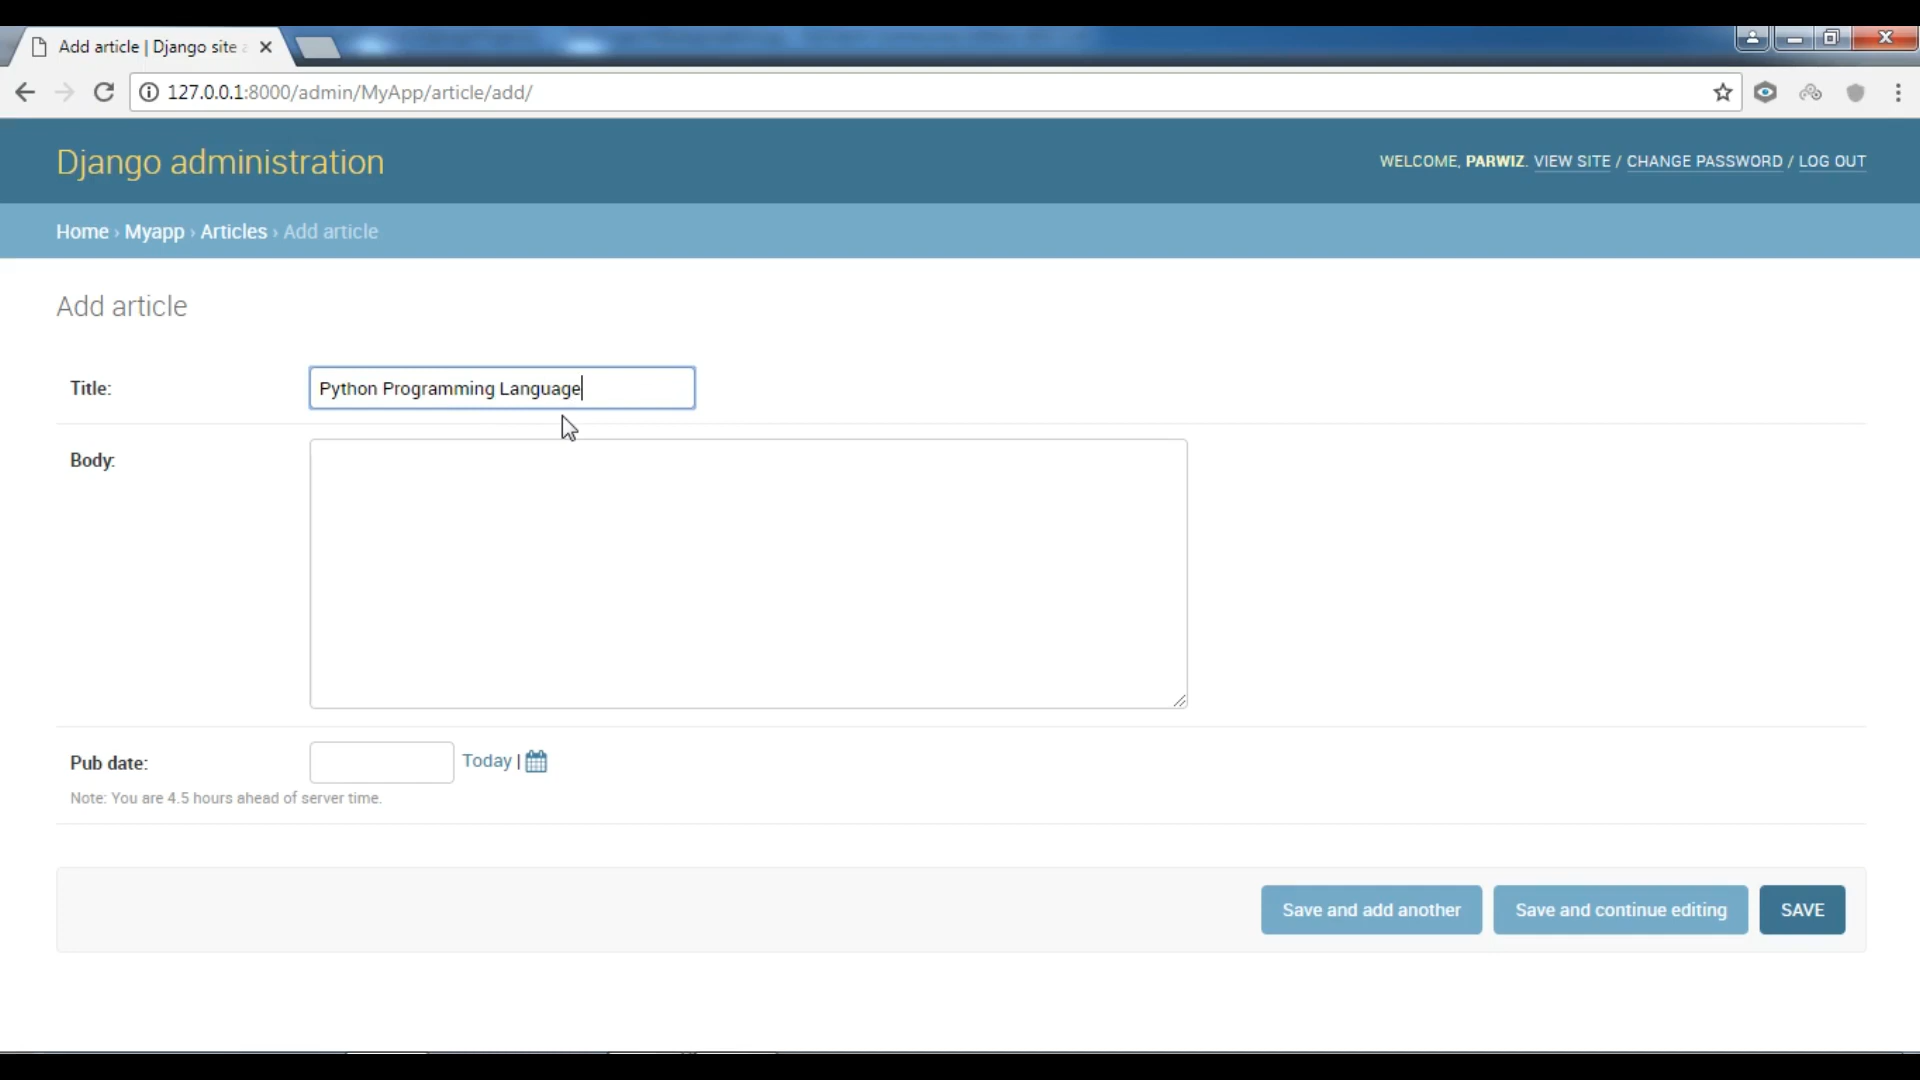 Add article | Django site a
127.0.0.1:8000/admin/MyApp/article/add/
Django administration
WELCOME, PARWIZ. VIEW SITE / CHANGE PASSWORD / LOG OUT
Home › Myapp › Articles › Add article
Add article
Title: Python Programming Language
Body:
Pub date: Today |
Note: You are 4.5 hours ahead of server time.
Save and add another Save and continue editing SAVE